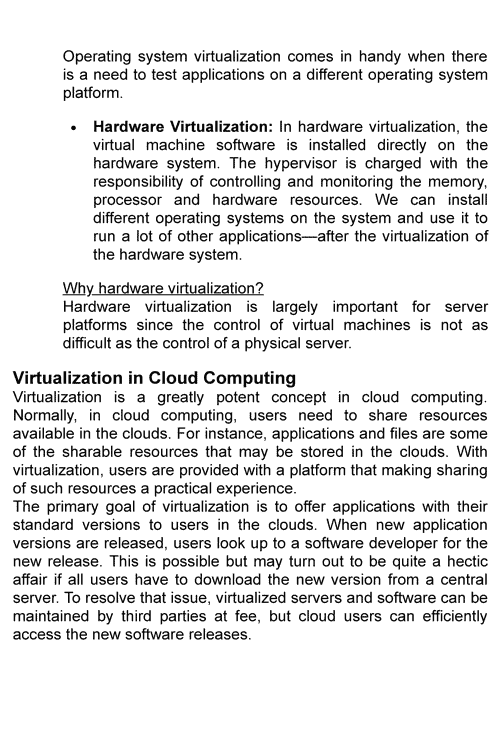 Operating system virtualization comes in handy when there
is a need to test applications on a different operating system
platform.
• Hardware Virtualization: In hardware virtualization, the
virtual machine software is installed directly on the
hardware system. The hypervisor is charged with the
responsibility of controlling and monitoring the memory,
processor and hardware resources. We can install
different operating systems on the system and use it to
run a lot of other applications—after the virtualization of
the hardware system.
Why hardware virtualization?
Hardware virtualization is largely important for server
platforms since the control of virtual machines is not as
difficult as the control of a physical server.
Virtualization in Cloud Computing
Virtualization is a greatly potent concept in cloud computing.
Normally, in cloud computing, users need to share resources
available in the clouds. For instance, applications and files are some
of the sharable resources that may be stored in the clouds. With
virtualization, users are provided with a platform that making sharing
of such resources a practical experience.
The primary goal of virtualization is to offer applications with their
standard versions to users in the clouds. When new application
versions are released, users look up to a software developer for the
new release. This is possible but may turn out to be quite a hectic
affair if all users have to download the new version from a central
server. To resolve that issue, virtualized servers and software can be
maintained by third parties at fee, but cloud users can efficiently
access the new software releases.